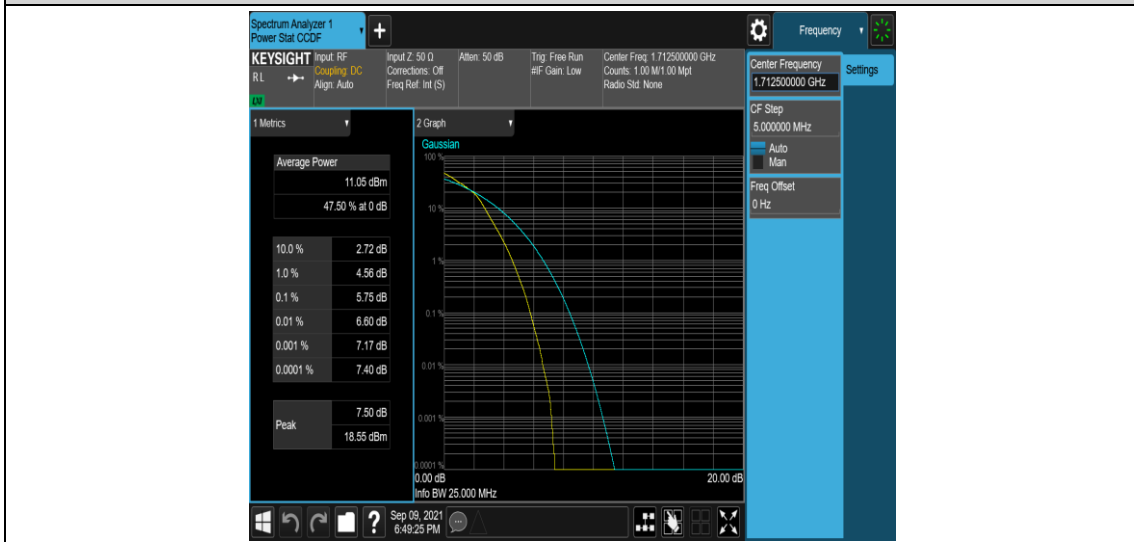 Spectrum Analyzer 1
Power Stat CCDF
+
Frequency
KEYSIGHT
Input: RF
Input Z: 50 Ω
Atten: 50 dB
Trig: Free Run
Center Freq: 1.712500000 GHz
RL
Coupling: DC
Corrections: Off
#IF Gain: Low
Counts: 1.00 M/1.00 Mpt
Align: Auto
Freq Ref: Int (S)
Radio Std: None
LXI
Center Frequency
1.712500000 GHz
Settings
CF Step
5.000000 MHz
Auto
Man
Freq Offset
0 Hz
1 Metrics
Average Power
11.05 dBm
47.50 % at 0 dB
10.0 % 2.72 dB
1.0 % 4.56 dB
0.1 % 5.75 dB
0.01 % 6.60 dB
0.001 % 7.17 dB
0.0001 % 7.40 dB
Peak
7.50 dB
18.55 dBm
2 Graph
Gaussian
100 %
10 %
1 %
0.1 %
0.01 %
0.001 %
0.0001 %
0.00 dB 20.00 dB
Info BW 25.000 MHz
?
Sep 09, 2021
6:49:25 PM